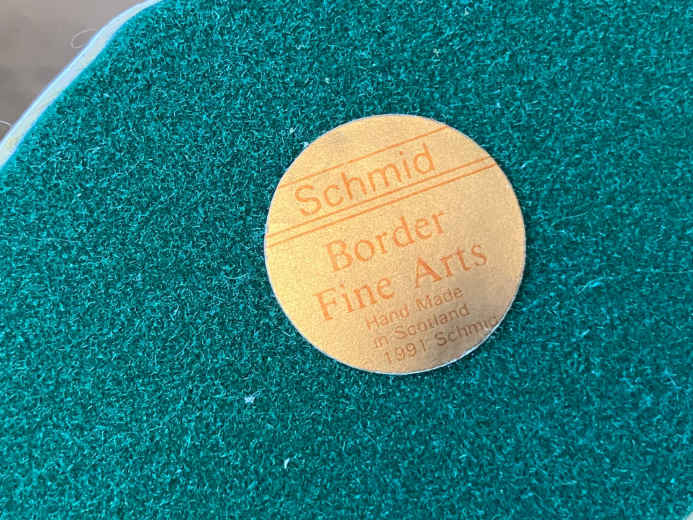 Schmid
Border
Fine Arts
Hand Made
in Scotland
© 1991 Schmid